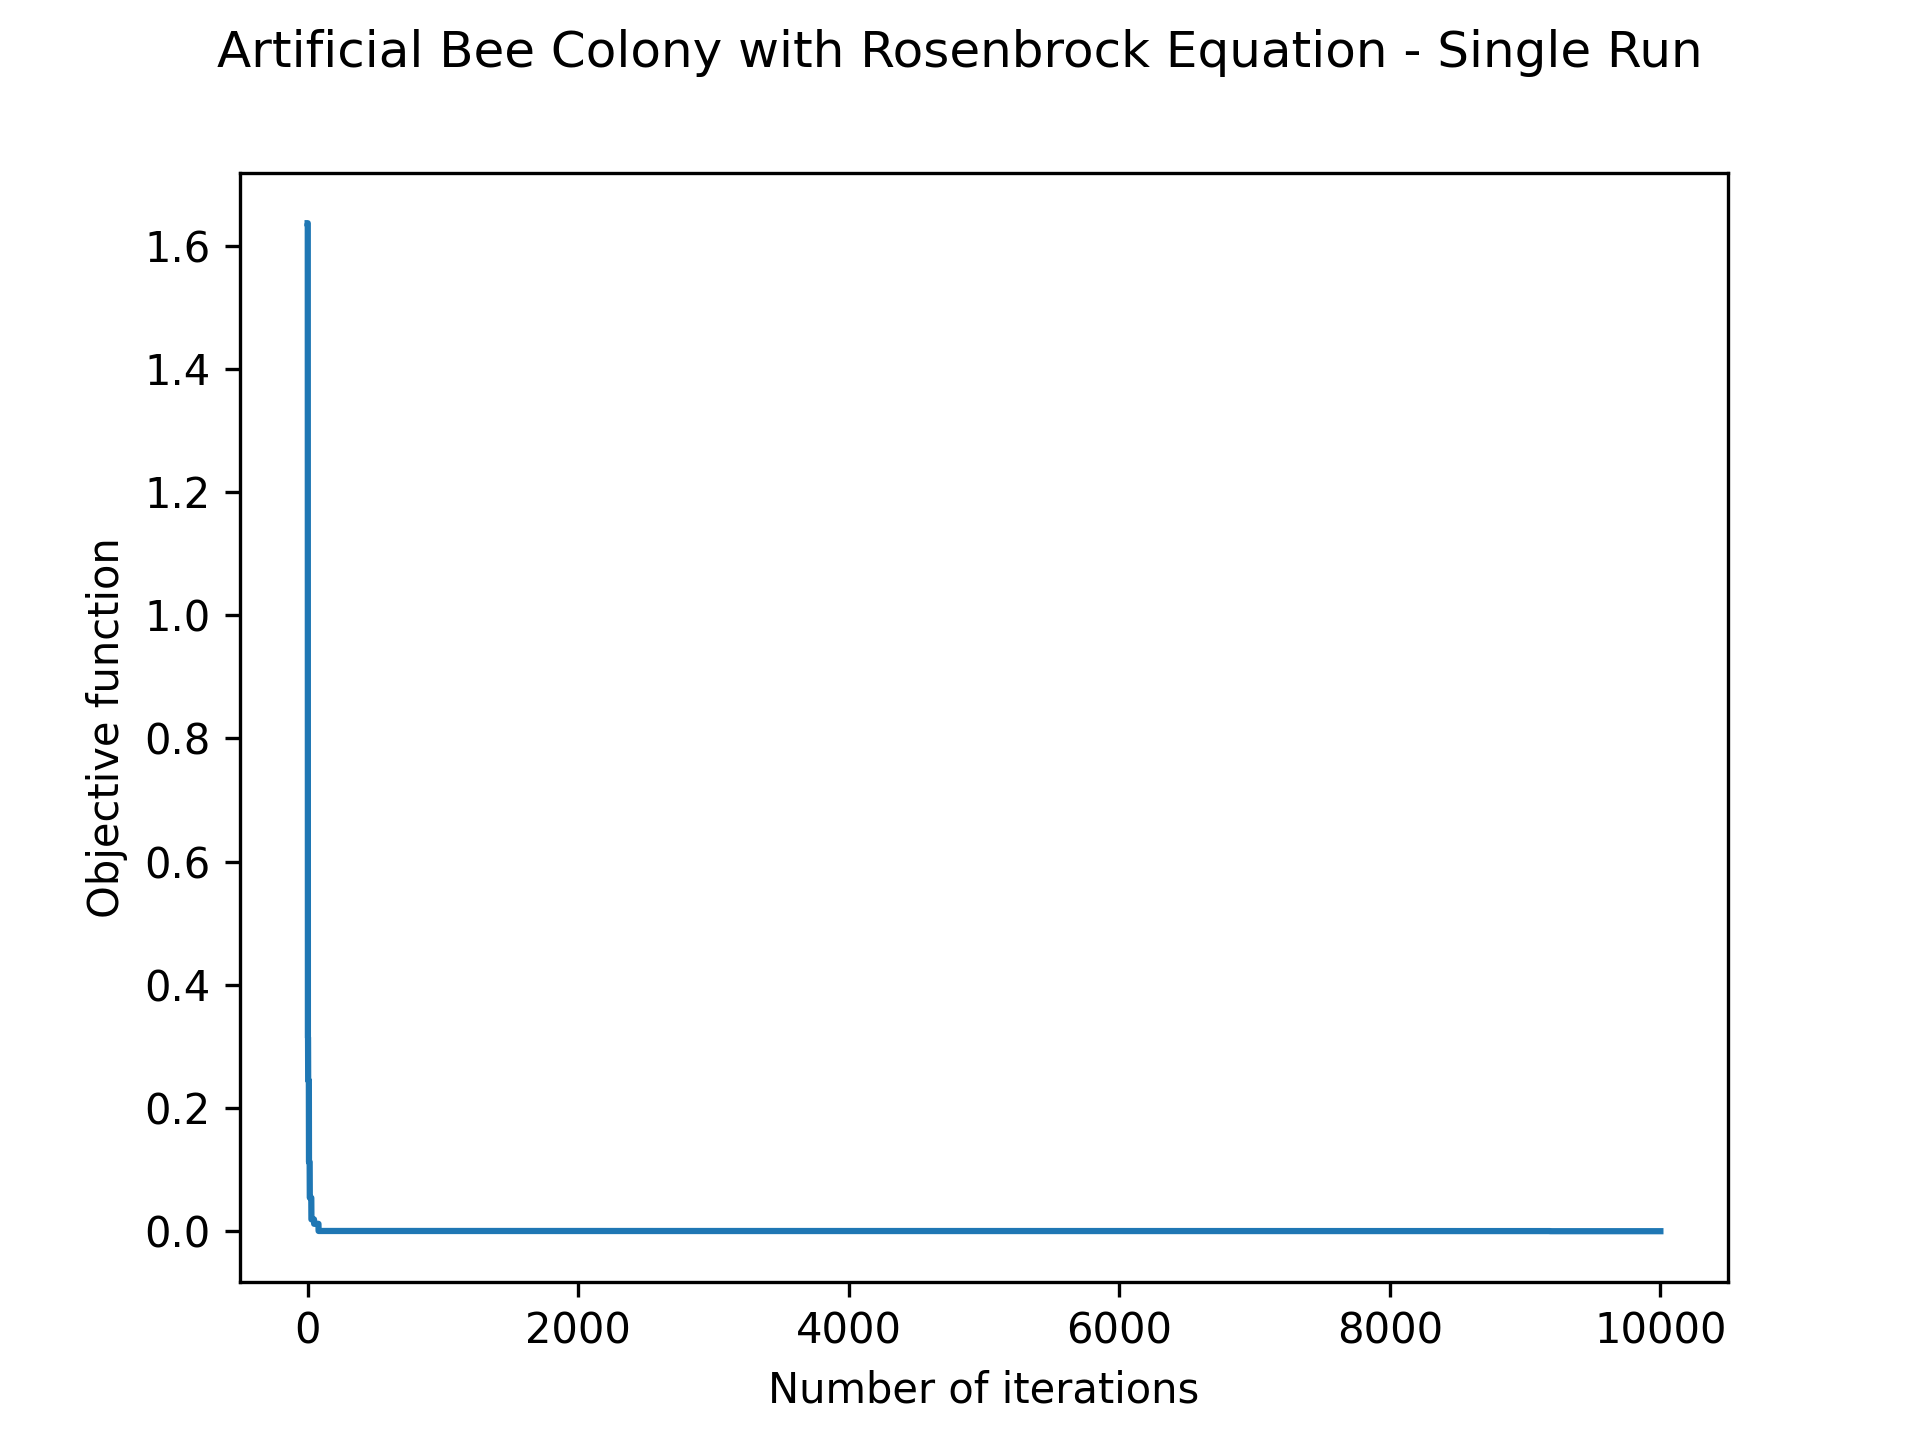 Artificial Bee Colony with Rosenbrock Equation - Single Run
1.6
1.4
1.2
1.0
0.8
0.6
0.4
0.2
0.0
Objective function
0 2000 4000 6000 8000 10000
Number of iterations